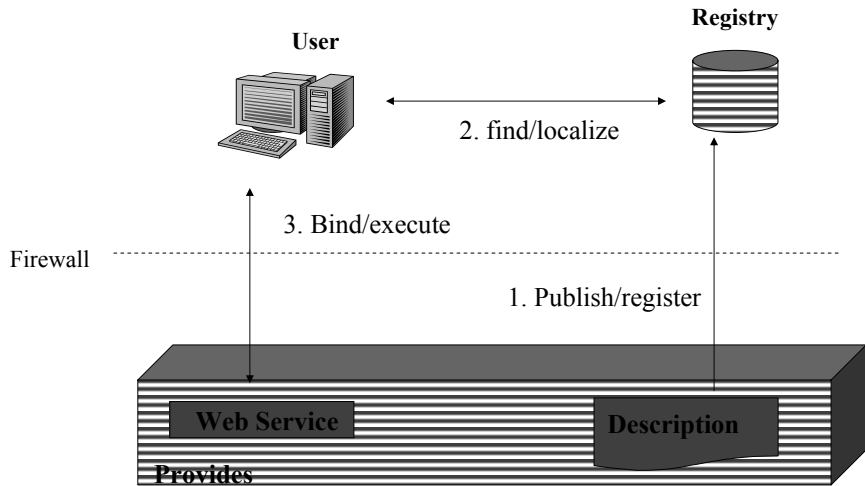 Registry
User
2. find/localize
3. Bind/execute
Firewall
1. Publish/register
Web Service
Description
Provides